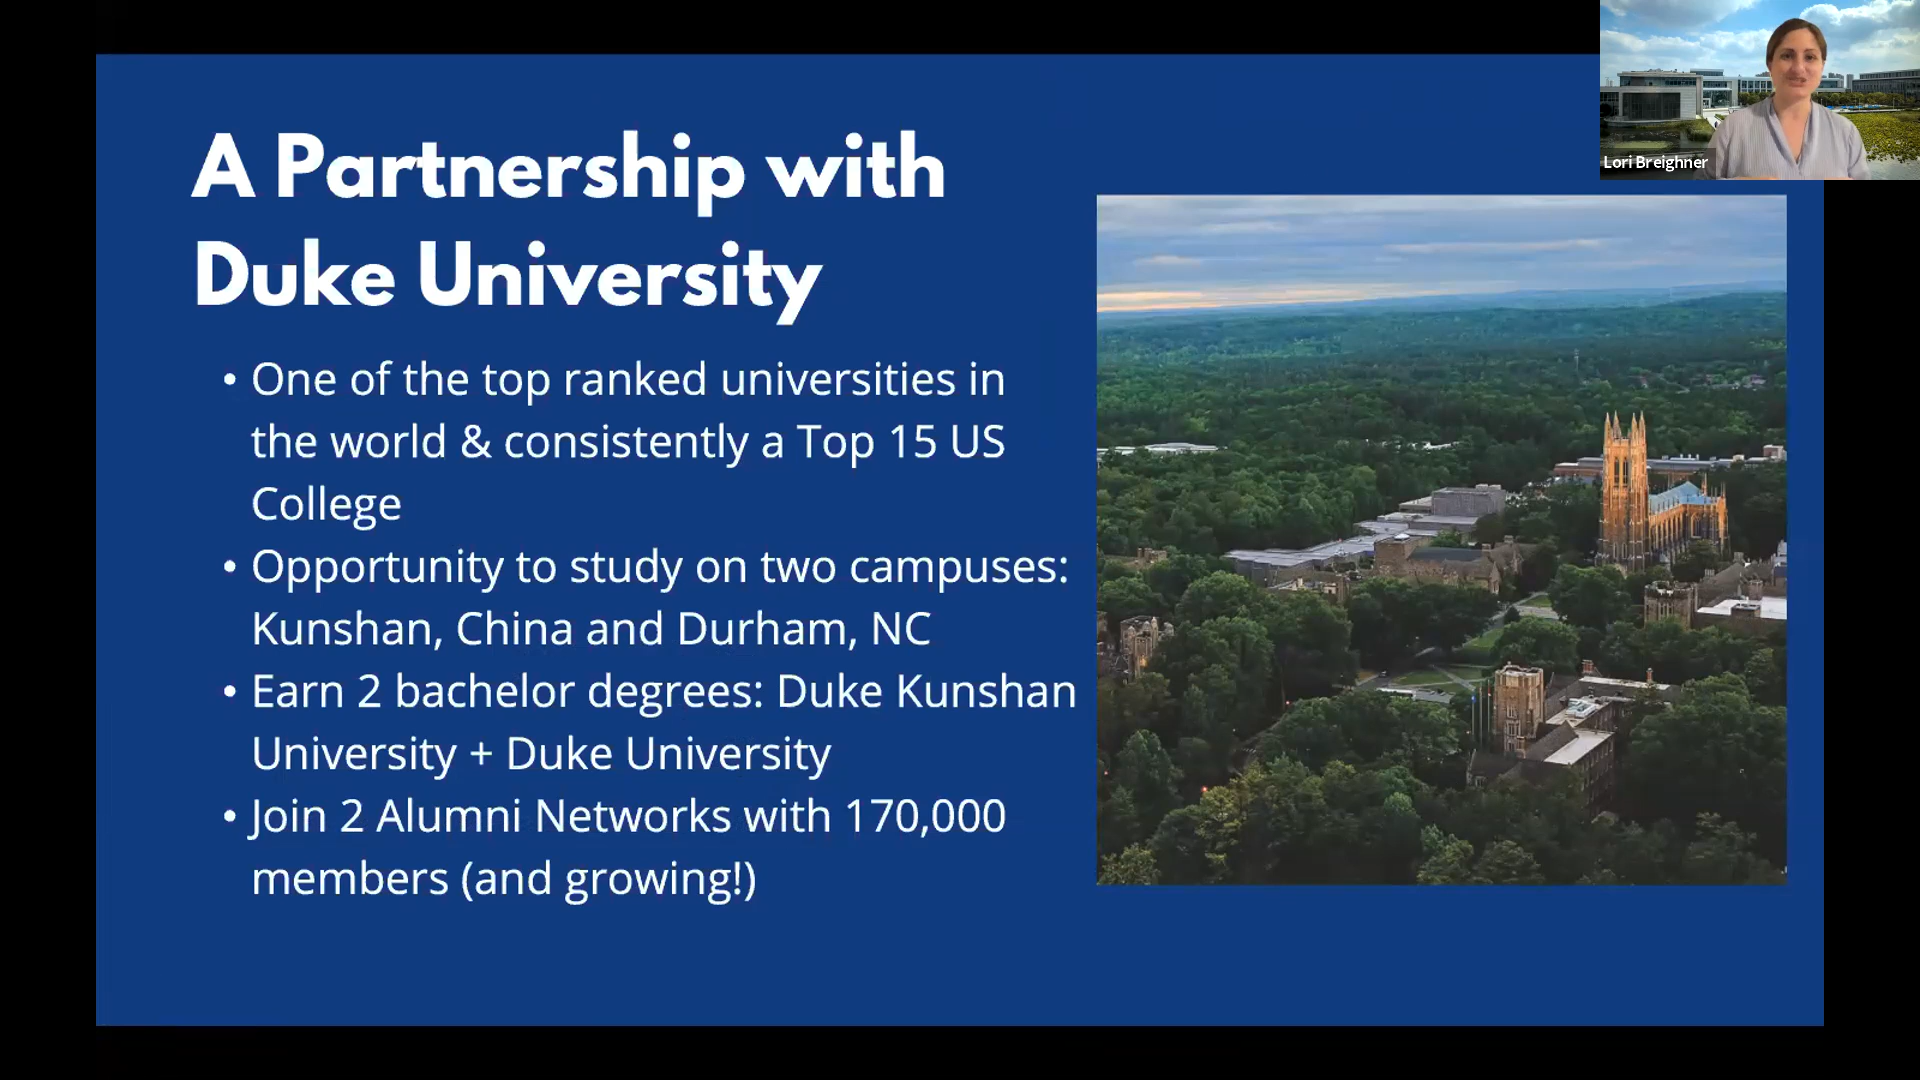 A Partnership with
Duke University
• One of the top ranked universities in
the world & consistently a Top 15 US
College
• Opportunity to study on two campuses:
Kunshan, China and Durham, NC
• Earn 2 bachelor degrees: Duke Kunshan
University + Duke University
• Join 2 Alumni Networks with 170,000
members (and growing!)
Lori Breighner